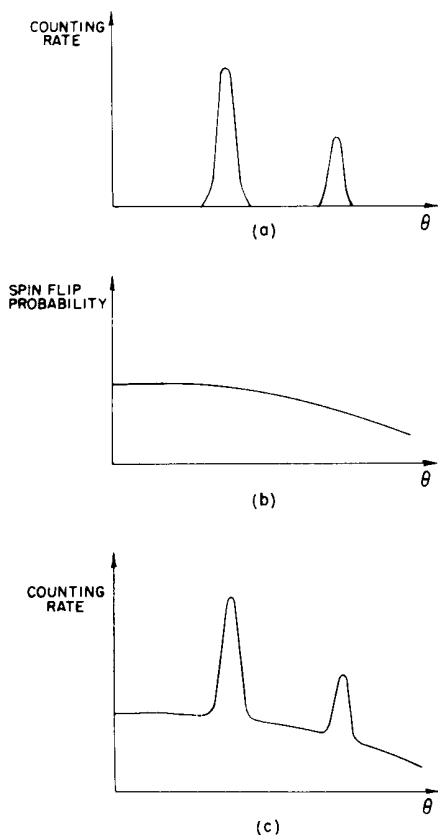 COUNTING
RATE
θ
(a)
SPIN FLIP
PROBABILITY
θ
(b)
COUNTING
RATE
θ
(c)